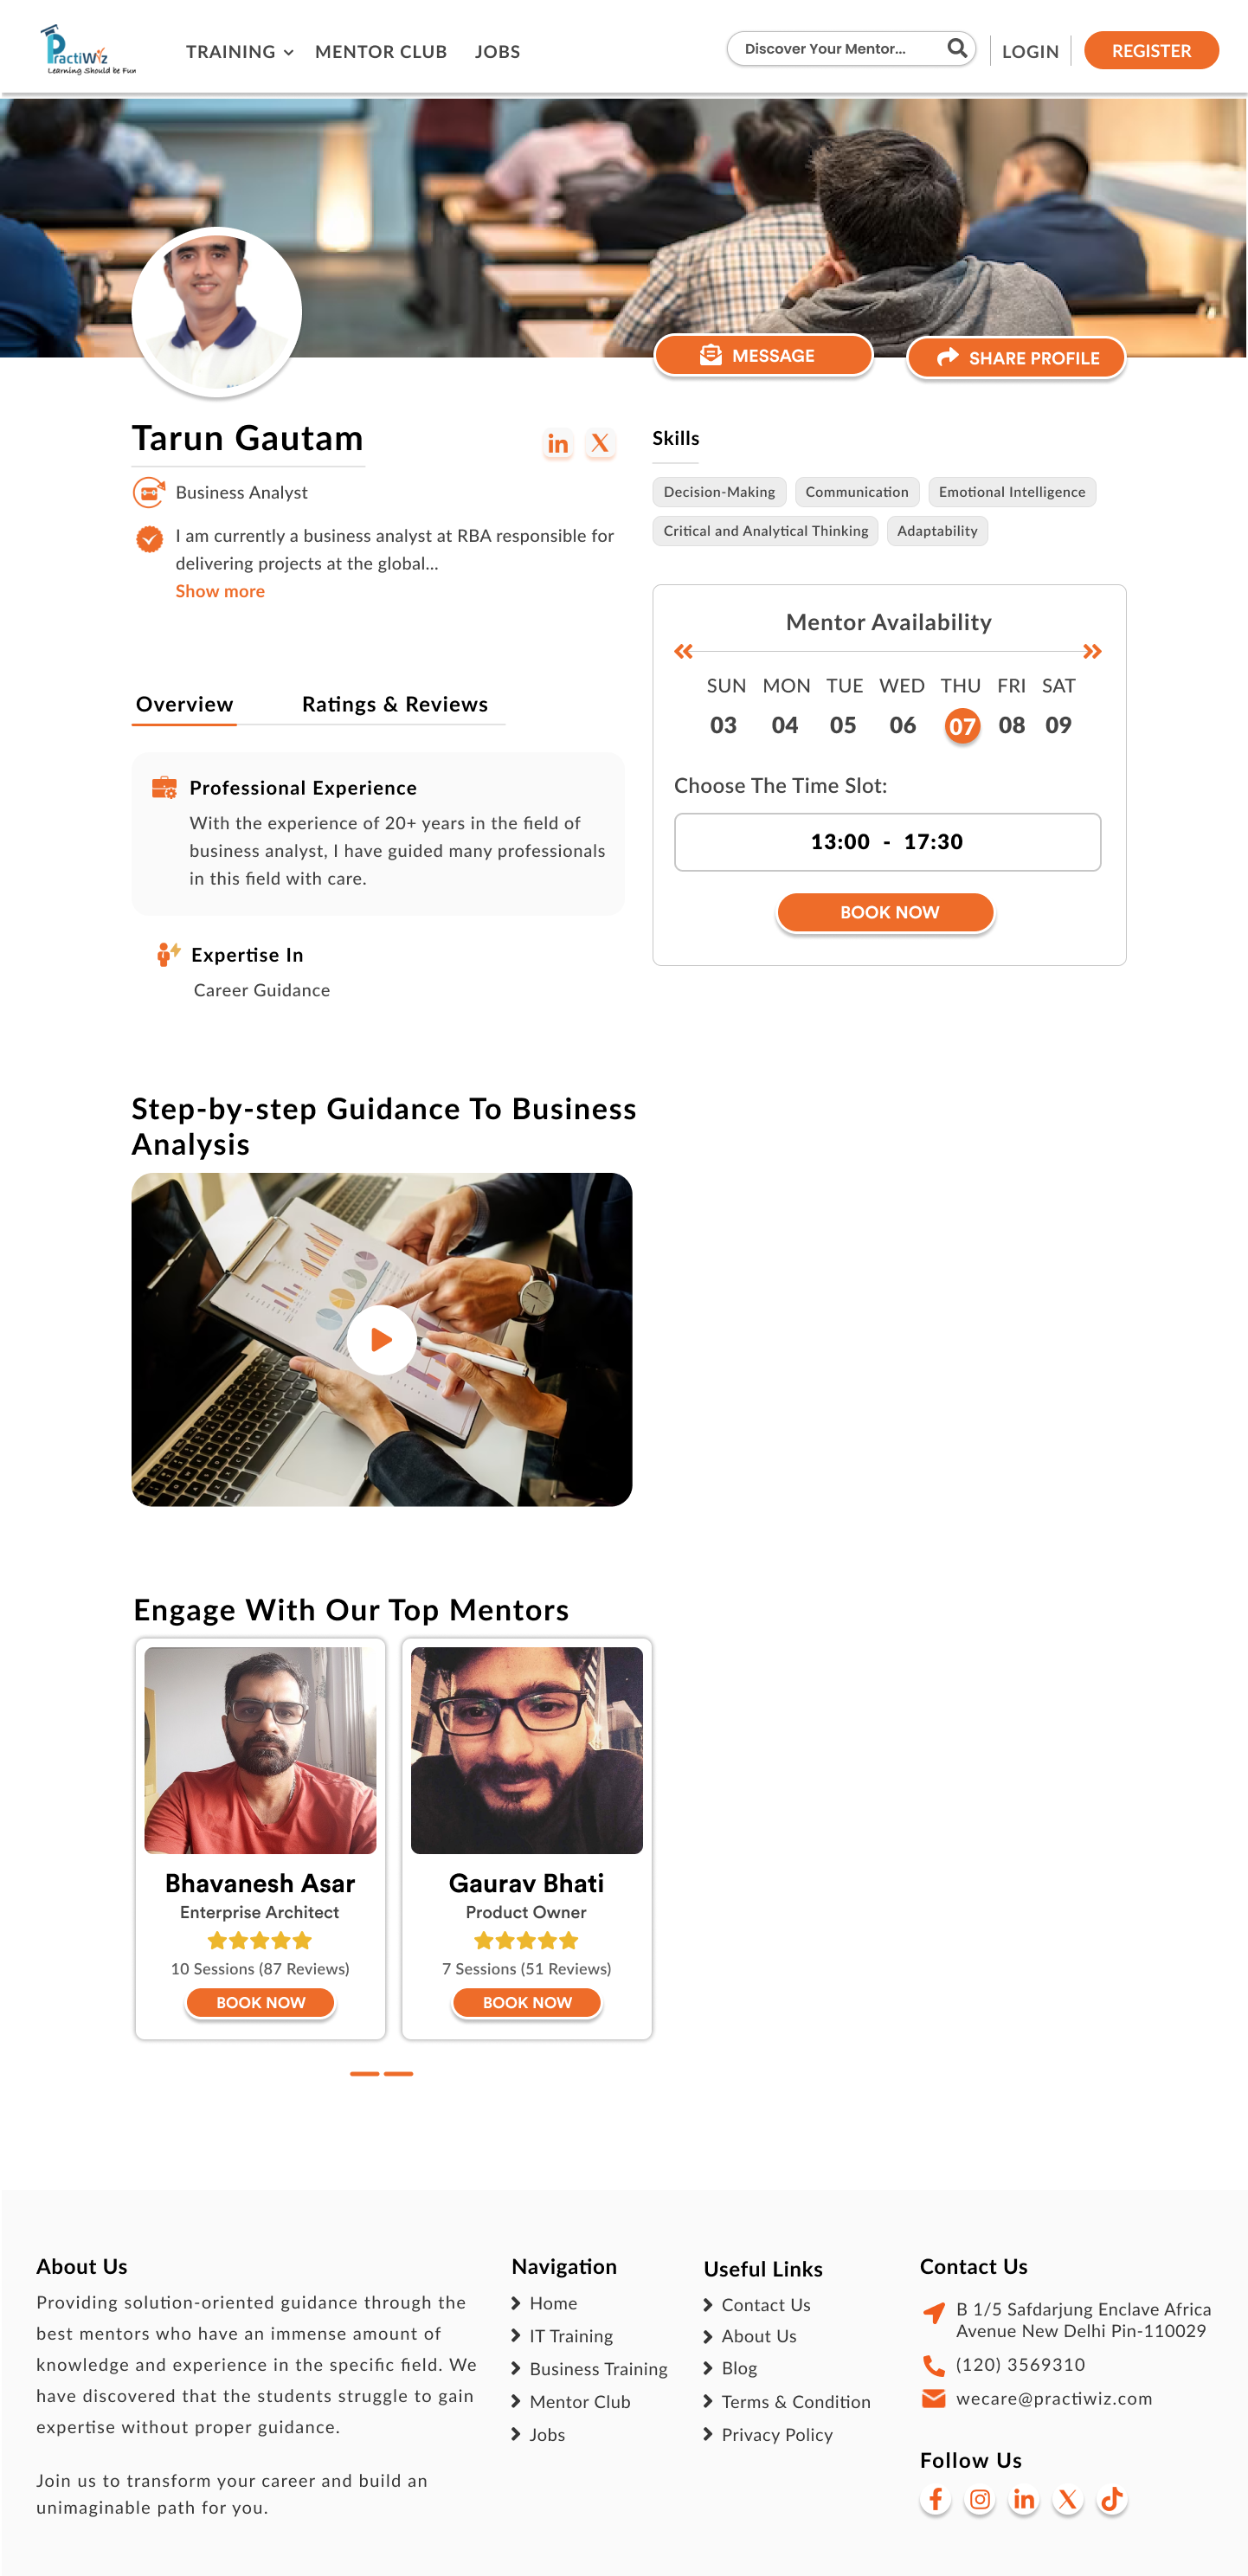 PractiWiz
Learning Should be Fun
TRAINING
MENTOR CLUB
JOBS
Discover Your Mentor...
LOGIN
REGISTER
MESSAGE
SHARE PROFILE
Tarun Gautam
in
X
Business Analyst
I am currently a business analyst at RBA responsible for
delivering projects at the global...
Show more
Skills
Decision-Making
Communication
Emotional Intelligence
Critical and Analytical Thinking
Adaptability
Mentor Availability
SUN MON TUE WED THU FRI SAT
03 04 05 06 07 08 09
Choose The Time Slot:
13:00 - 17:30
BOOK NOW
Overview
Ratings & Reviews
Professional Experience
With the experience of 20+ years in the field of
business analyst, I have guided many professionals
in this field with care.
Expertise In
Career Guidance
Step-by-step Guidance To Business
Analysis
Engage With Our Top Mentors
Bhavanesh Asar
Enterprise Architect
10 Sessions (87 Reviews)
BOOK NOW
Gaurav Bhati
Product Owner
7 Sessions (51 Reviews)
BOOK NOW
About Us
Providing solution-oriented guidance through the
best mentors who have an immense amount of
knowledge and experience in the specific field. We
have discovered that the students struggle to gain
expertise without proper guidance.
Join us to transform your career and build an
unimaginable path for you.
Navigation
Home
IT Training
Business Training
Mentor Club
Jobs
Useful Links
Contact Us
About Us
Blog
Terms & Condition
Privacy Policy
Contact Us
B 1/5 Safdarjung Enclave Africa
Avenue New Delhi Pin-110029
(120) 3569310
wecare@practiwiz.com
Follow Us
in
X